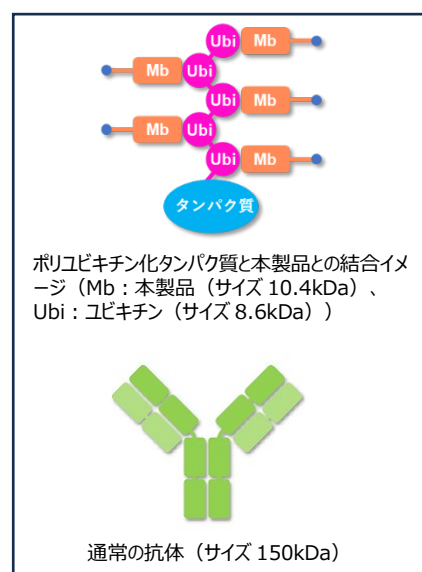 Ubi Mb
Mb Ubi
Ubi Mb
Mb Ubi
Ubi Mb
タンパク質
ポリユビキチン化タンパク質と本製品との結合イメ
ージ（Mb：本製品（サイズ 10.4kDa）、
Ubi：ユビキチン（サイズ 8.6kDa））
通常の抗体（サイズ 150kDa）